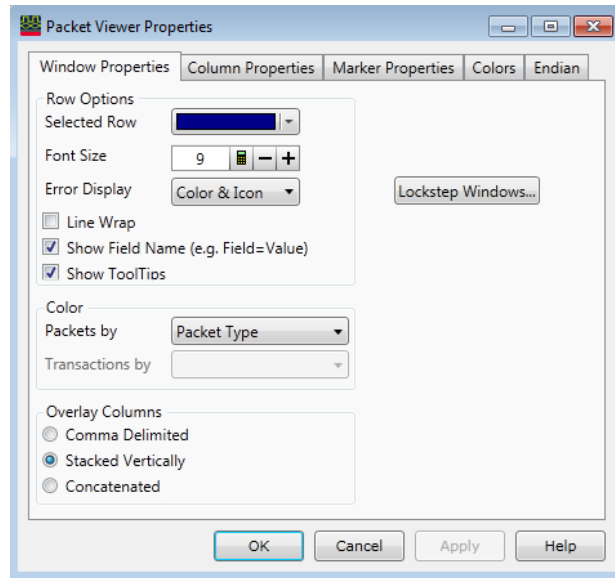 Packet Viewer Properties
Window Properties Column Properties Marker Properties Colors Endian
Row Options
Selected Row
Font Size 9
Error Display Color & Icon Lockstep Windows...
Line Wrap
Show Field Name (e.g. Field=Value)
Show ToolTips
Color
Packets by Packet Type
Transactions by
Overlay Columns
Comma Delimited
Stacked Vertically
Concatenated
OK Cancel Apply Help